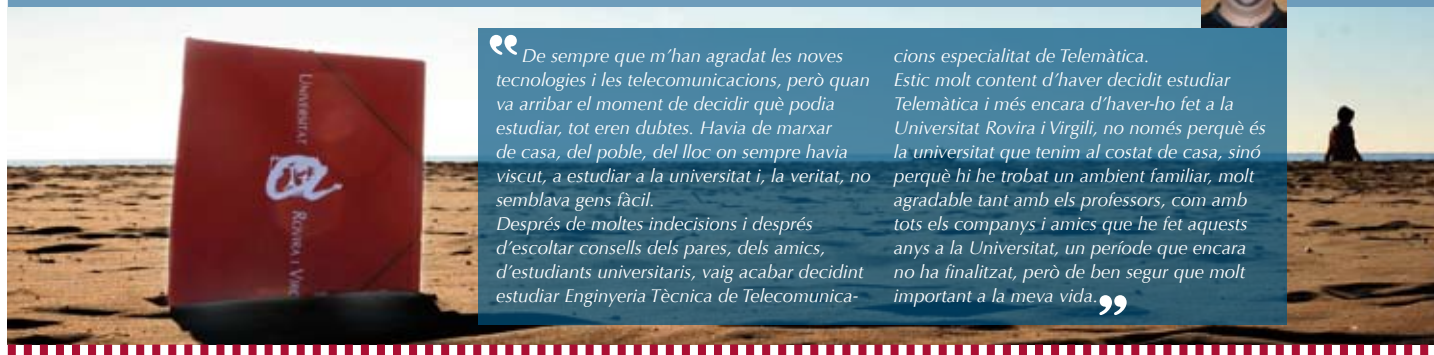 UNIVERSITAT
ROVIRA I
“ De sempre que m’han agradat les noves
tecnologies i les telecomunicacions, però quan
va arribar el moment de decidir què podia
estudiar, tot eren dubtes. Havia de marxar
de casa, del poble, del lloc on sempre havia
viscut, a estudiar a la universitat i, la veritat, no
semblava gens fàcil.
Després de moltes indecisions i després
d’escoltar consells dels pares, dels amics,
d’estudiants universitaris, vaig acabar decidint
estudiar Enginyeria Tècnica de Telecomunica-
cions especialitat de Telemàtica.
Estic molt content d’haver decidit estudiar
Telemàtica i més encara d’haver-ho fet a la
Universitat Rovira i Virgili, no només perquè és
la universitat que tenim al costat de casa, sinó
perquè hi he trobat un ambient familiar, molt
agradable tant amb els professors, com amb
tots els companys i amics que he fet aquests
anys a la Universitat, un període que encara
no ha finalitzat, però de ben segur que molt
important a la meva vida. ”